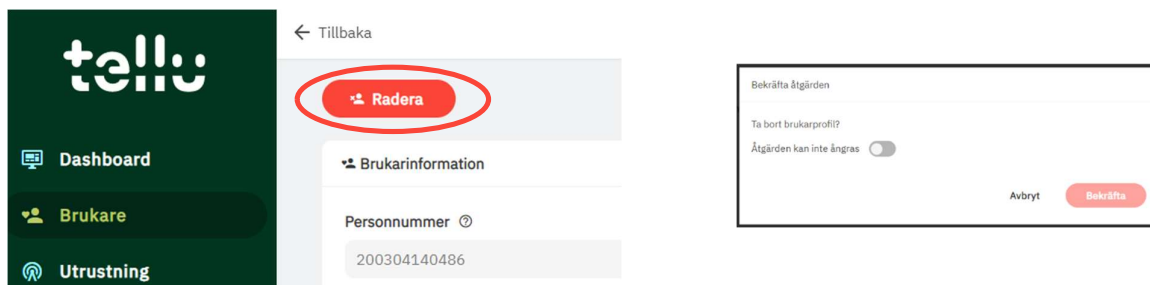 tellu
Dashboard
Brukare
Utrustning
← Tillbaka
Radera
Brukarinformation
Personnummer
200304140486
Bekräfta åtgärden
Ta bort brukarprofil?
Åtgärden kan inte ångras
Avbryt Bekräfta